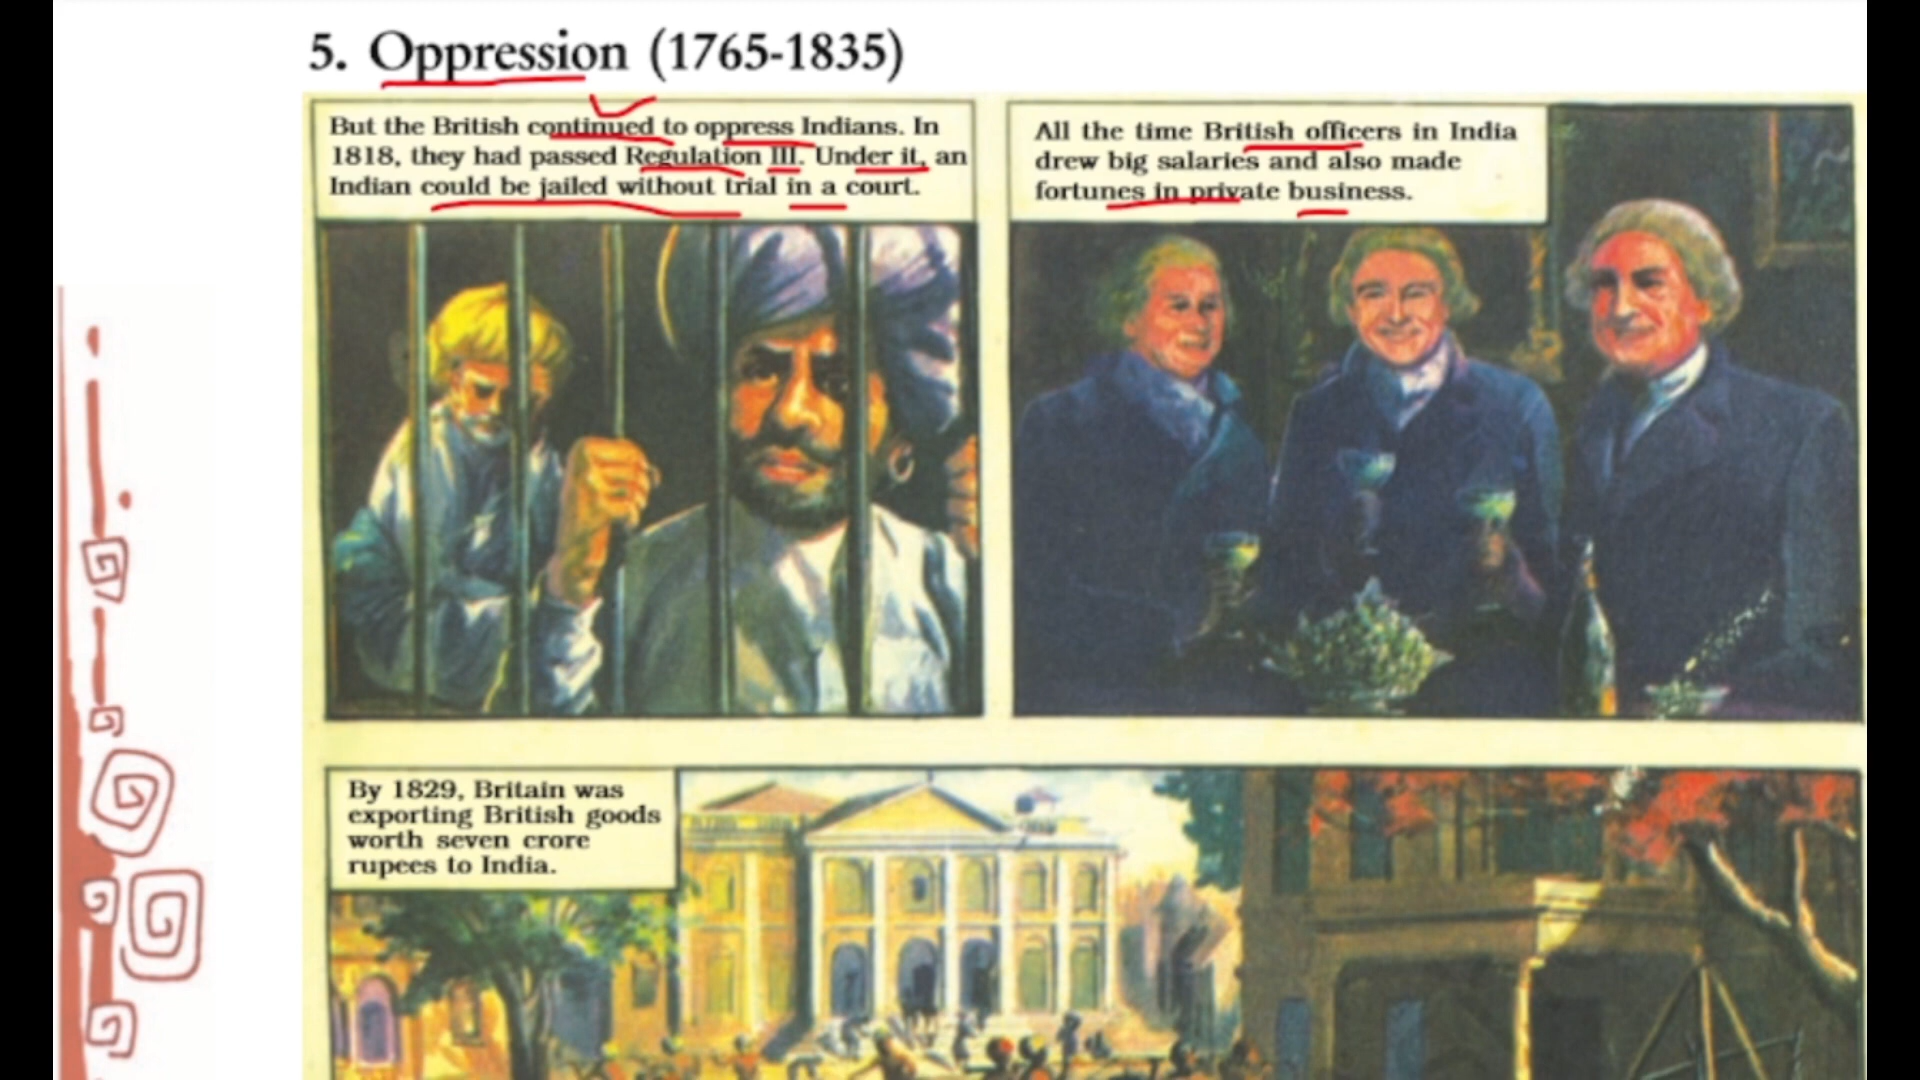 5. Oppression (1765-1835)
But the British continued to oppress Indians. In
1818, they had passed Regulation III. Under it, an
Indian could be jailed without trial in a court.
All the time British officers in India
drew big salaries and also made
fortunes in private business.
By 1829, Britain was
exporting British goods
worth seven crore
rupees to India.